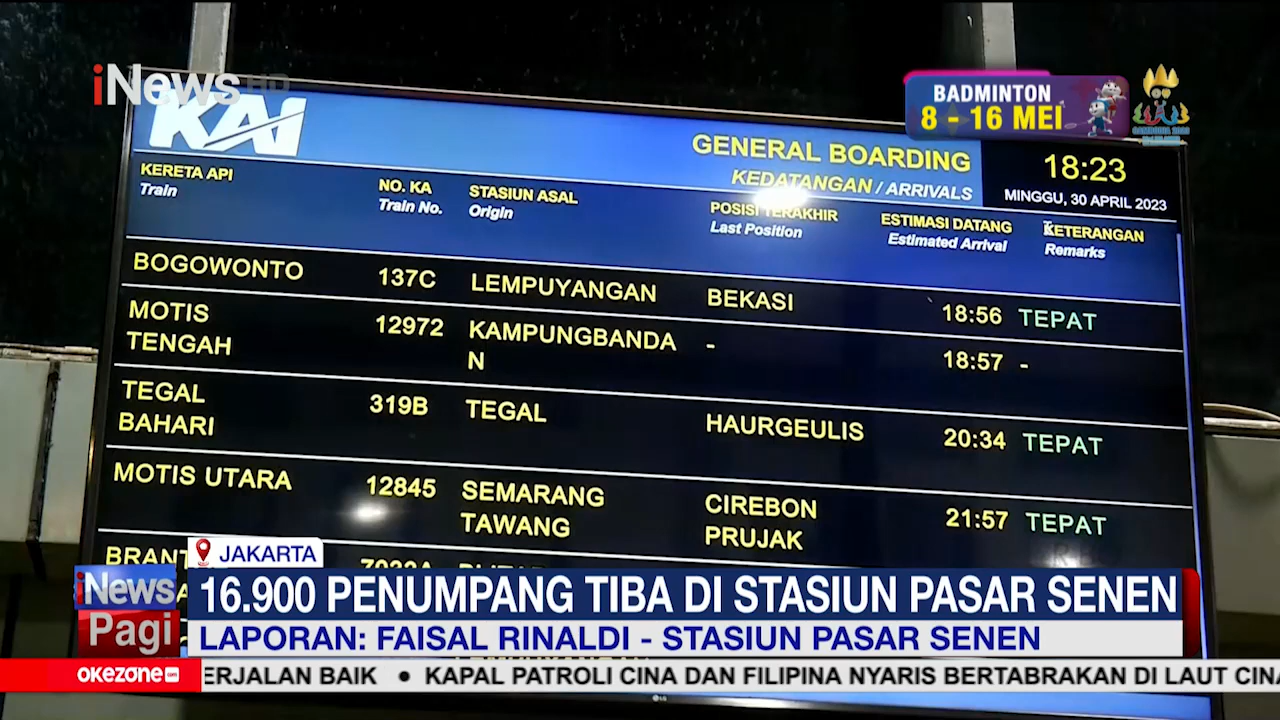 iNews HD
BADMINTON
8 - 16 MEI
KAI
GENERAL BOARDING
KEDATANGAN / ARRIVALS
18:23
MINGGU, 30 APRIL 2023
KERETA API
Train
NO. KA
Train No.
STASIUN ASAL
Origin
POSISI TERAKHIR
Last Position
ESTIMASI DATANG
Estimated Arrival
KETERANGAN
Remarks
BOGOWONTO 137C LEMPUYANGAN BEKASI 18:56 TEPAT
MOTIS TENGAH 12972 KAMPUNGBANDA
N - 18:57 -
TEGAL BAHARI 319B TEGAL HAURGEULIS 20:34 TEPAT
MOTIS UTARA 12845 SEMARANG TAWANG CIREBON PRUJAK 21:57 TEPAT
JAKARTA
iNews
Pagi
16.900 PENUMPANG TIBA DI STASIUN PASAR SENEN
LAPORAN: FAISAL RINALDI - STASIUN PASAR SENEN
OKEZONE.COM
ERJALAN BAIK ● KAPAL PATROLI CINA DAN FILIPINA NYARIS BERTABRAKAN DI LAUT CINA
LG